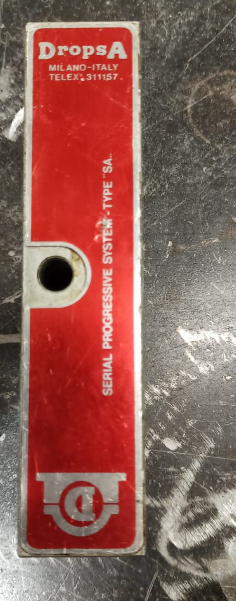 DropsA
MILANO-ITALY
TELEX: 311157
SERIAL PROGRESSIVE SYSTEM-TYPE "SA"
D